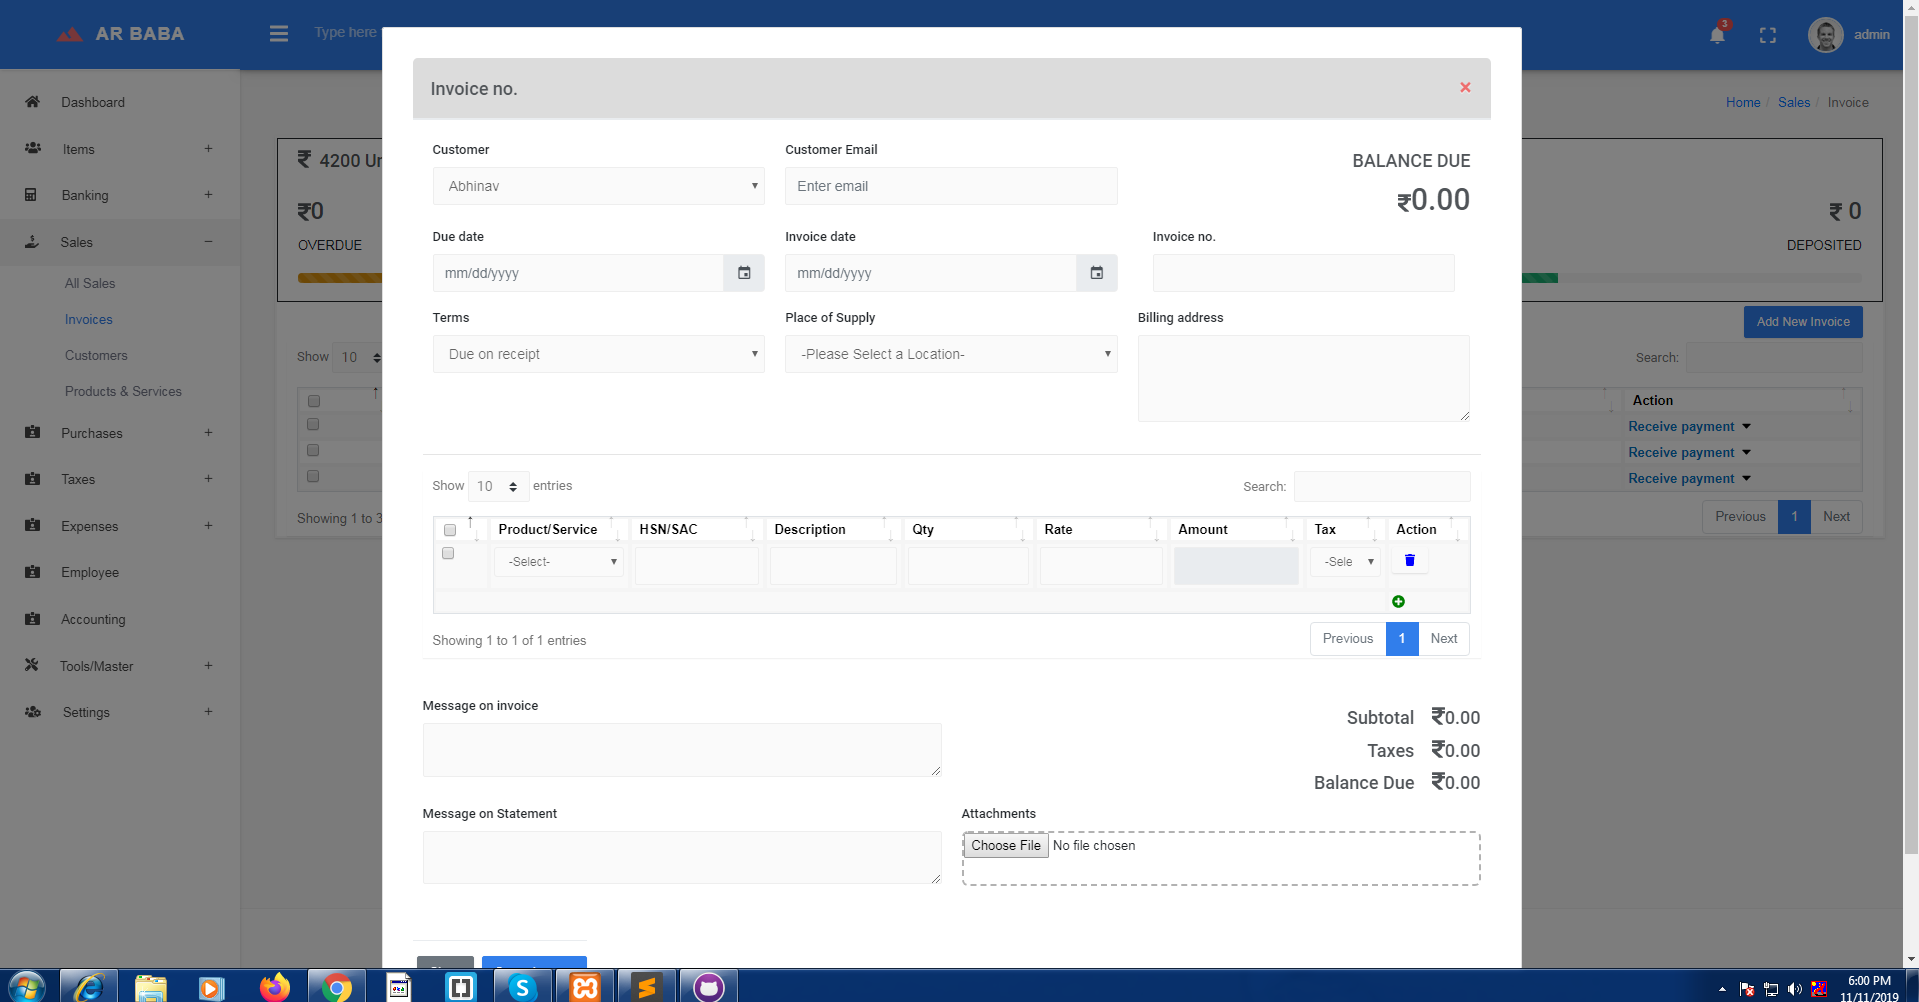 AR BABA
Type here
3
admin
Dashboard
Items +
Banking +
Sales −
All Sales
Invoices
Customers
Products & Services
Purchases +
Taxes +
Expenses +
Employee
Accounting
Tools/Master +
Settings +
Home / Sales / Invoice
₹ 4200
₹0
OVERDUE
₹ 0
DEPOSITED
Add New Invoice
Show 10
Search:
Action
Receive payment
Receive payment
Receive payment
Showing 1 to 3
Previous 1 Next
Invoice no.
×
Customer
Abhinav
Customer Email
Enter email
BALANCE DUE
₹0.00
Due date
mm/dd/yyyy
Invoice date
mm/dd/yyyy
Invoice no.
Terms
Due on receipt
Place of Supply
-Please Select a Location-
Billing address
Show 10 entries
Search:
Product/Service HSN/SAC Description Qty Rate Amount Tax Action
-Select- -Sele
Showing 1 to 1 of 1 entries
Previous 1 Next
Message on invoice
Subtotal ₹0.00
Taxes ₹0.00
Balance Due ₹0.00
Message on Statement
Attachments
Choose File No file chosen
6:00 PM
11/11/2019